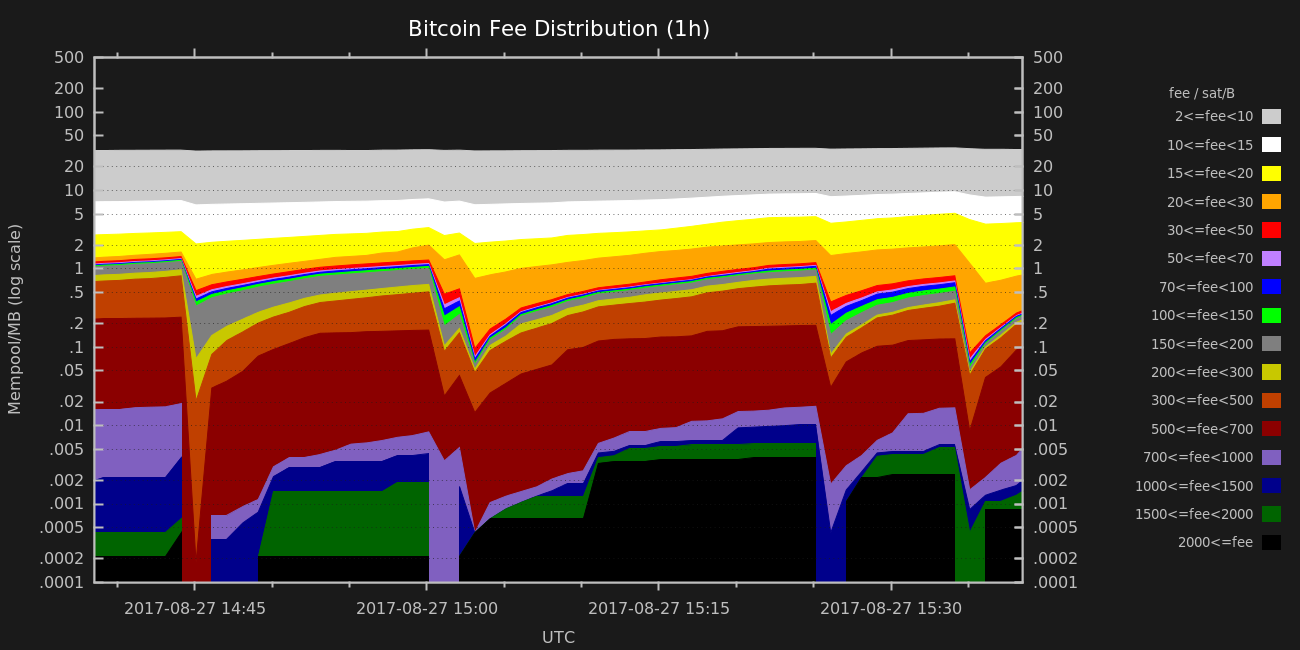 Bitcoin Fee Distribution (1h)
500 500
200 200
100 100
50 50
20 20
10 10
5 5
2 2
1 1
.5 .5
.2 .2
.1 .1
.05 .05
.02 .02
.01 .01
.005 .005
.002 .002
.001 .001
.0005 .0005
.0002 .0002
.0001 .0001
Mempool/MB (log scale)
2017-08-27 14:45 2017-08-27 15:00 2017-08-27 15:15 2017-08-27 15:30
UTC
fee / sat/B
2<=fee<10
10<=fee<15
15<=fee<20
20<=fee<30
30<=fee<50
50<=fee<70
70<=fee<100
100<=fee<150
150<=fee<200
200<=fee<300
300<=fee<500
500<=fee<700
700<=fee<1000
1000<=fee<1500
1500<=fee<2000
2000<=fee